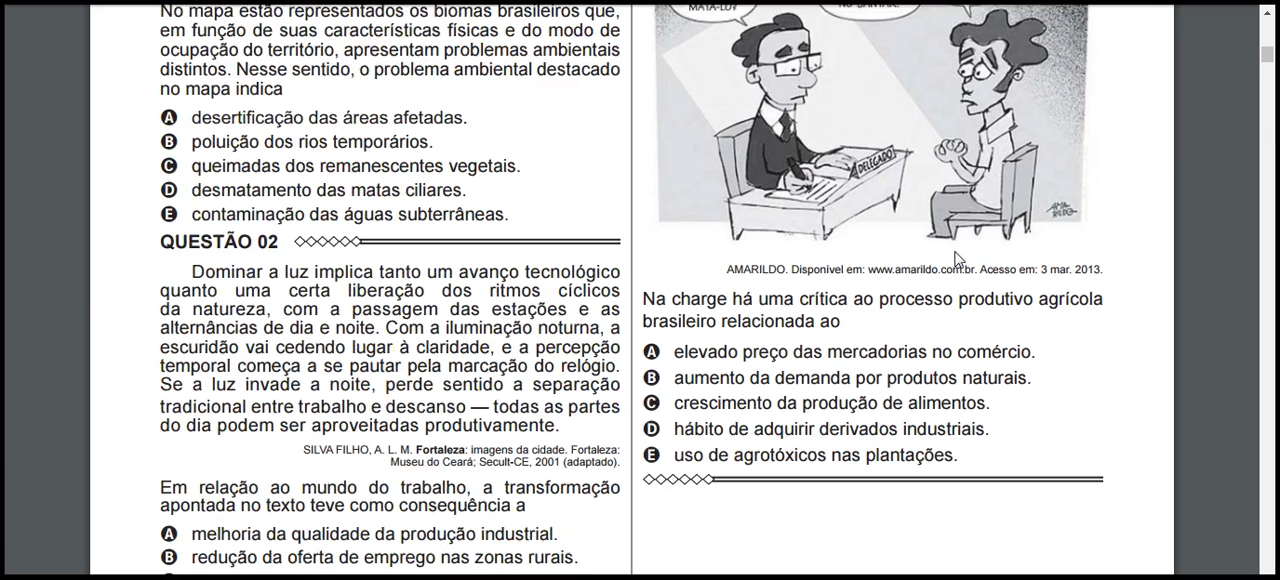 No mapa estão representados os biomas brasileiros que,
em função de suas características físicas e do modo de
ocupação do território, apresentam problemas ambientais
distintos. Nesse sentido, o problema ambiental destacado
no mapa indica
A desertificação das áreas afetadas.
B poluição dos rios temporários.
C queimadas dos remanescentes vegetais.
D desmatamento das matas ciliares.
E contaminação das águas subterrâneas.
QUESTÃO 02
Dominar a luz implica tanto um avanço tecnológico
quanto uma certa liberação dos ritmos cíclicos
da natureza, com a passagem das estações e as
alternâncias de dia e noite. Com a iluminação noturna, a
escuridão vai cedendo lugar à claridade, e a percepção
temporal começa a se pautar pela marcação do relógio.
Se a luz invade a noite, perde sentido a separação
tradicional entre trabalho e descanso — todas as partes
do dia podem ser aproveitadas produtivamente.
SILVA FILHO, A. L. M. Fortaleza: imagens da cidade. Fortaleza:
Museu do Ceará; Secult-CE, 2001 (adaptado).
Em relação ao mundo do trabalho, a transformação
apontada no texto teve como consequência a
A melhoria da qualidade da produção industrial.
B redução da oferta de emprego nas zonas rurais.
MATÁ-LO?
NO JANTAR.
DELEGADO
AMARILDO
AMARILDO. Disponível em: www.amarildo.com.br. Acesso em: 3 mar. 2013.
Na charge há uma crítica ao processo produtivo agrícola
brasileiro relacionada ao
A elevado preço das mercadorias no comércio.
B aumento da demanda por produtos naturais.
C crescimento da produção de alimentos.
D hábito de adquirir derivados industriais.
E uso de agrotóxicos nas plantações.